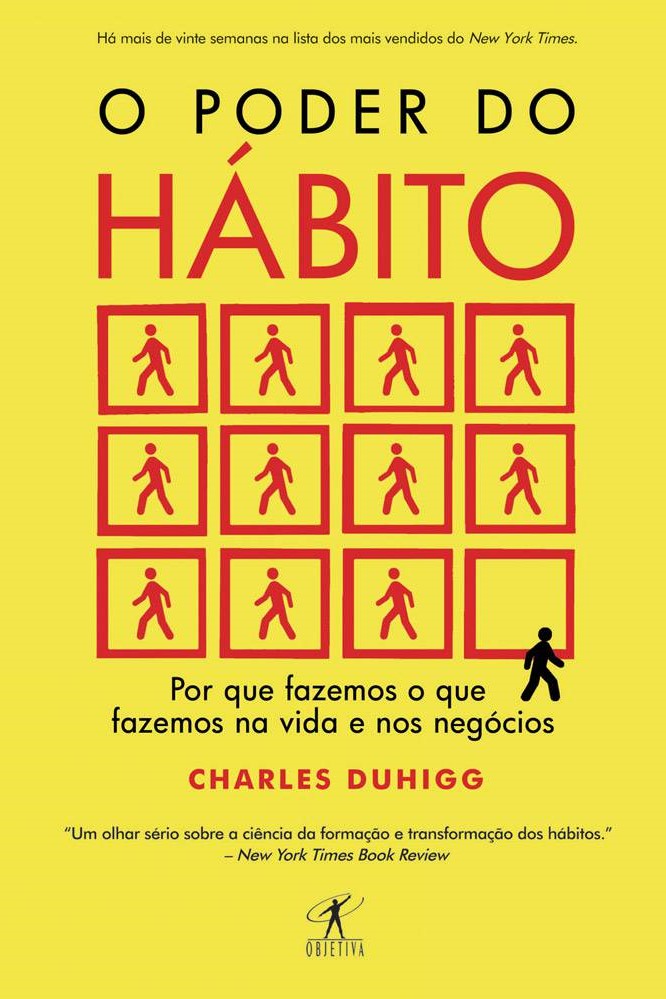 Há mais de vinte semanas na lista dos mais vendidos do New York Times.
O PODER DO
HÁBITO
Por que fazemos o que
fazemos na vida e nos negócios
CHARLES DUHIGG
“Um olhar sério sobre a ciência da formação e transformação dos hábitos.”
– New York Times Book Review
OBJETIVA